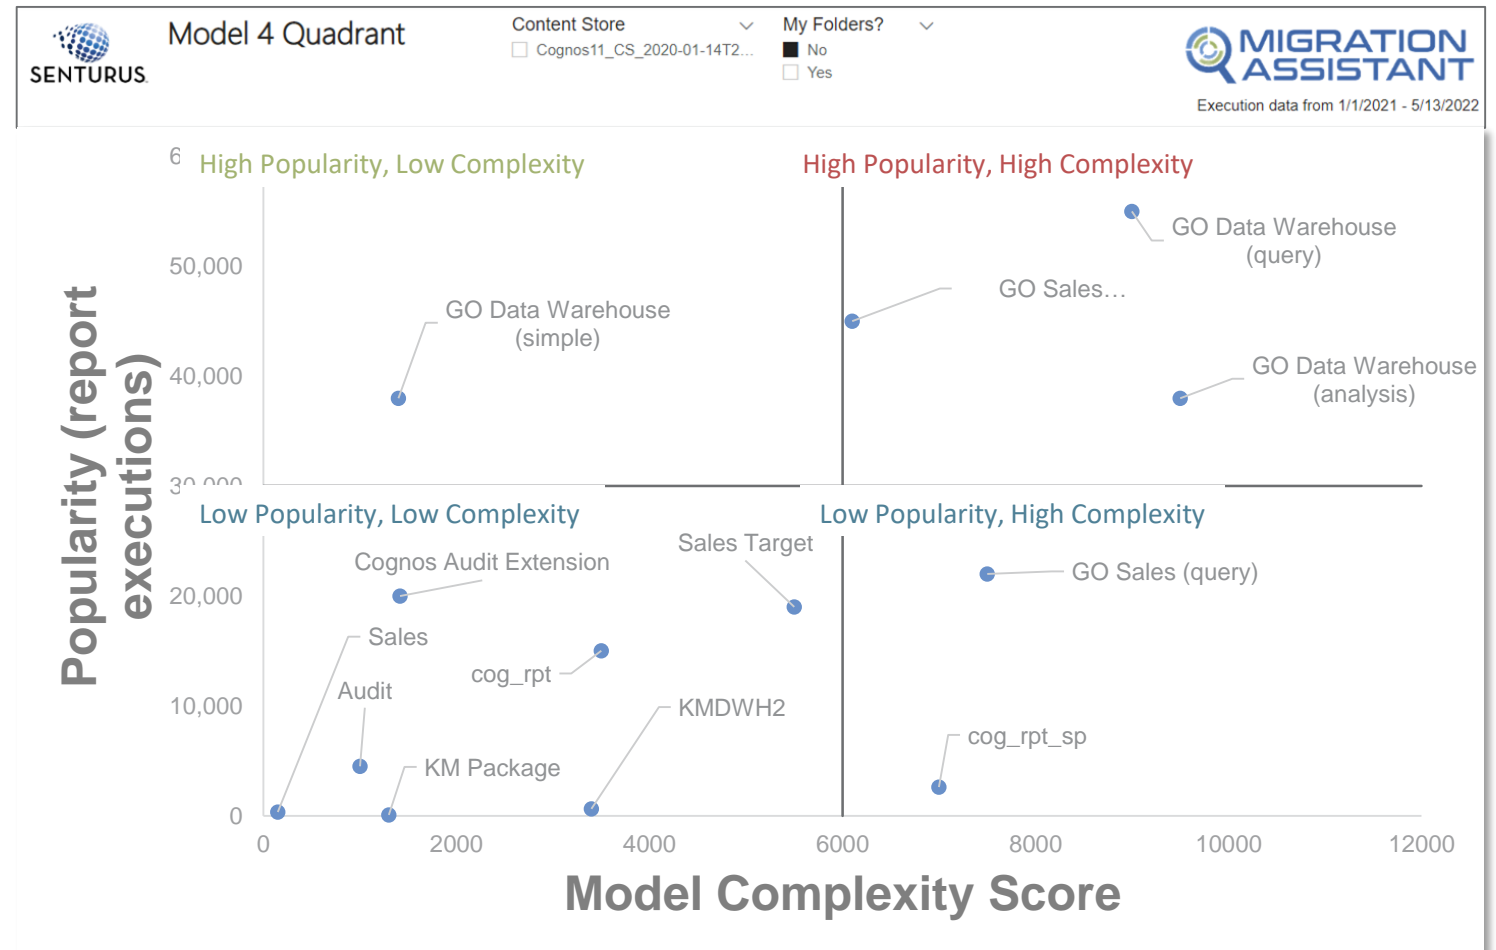 SENTURUS
Model 4 Quadrant
Content Store
Cognos11_CS_2020-01-14T2...
My Folders?
No
Yes
MIGRATION
ASSISTANT
Execution data from 1/1/2021 - 5/13/2022
High Popularity, Low Complexity
High Popularity, High Complexity
GO Data Warehouse
(query)
50,000
GO Sales...
GO Data Warehouse
(simple)
40,000
GO Data Warehouse
(analysis)
30,000
Low Popularity, Low Complexity
Low Popularity, High Complexity
Sales Target
Cognos Audit Extension
GO Sales (query)
20,000
Sales
cog_rpt
Audit
10,000
KMDWH2
cog_rpt_sp
KM Package
0
Popularity (report
executions)
0 2000 4000 6000 8000 10000 12000
Model Complexity Score